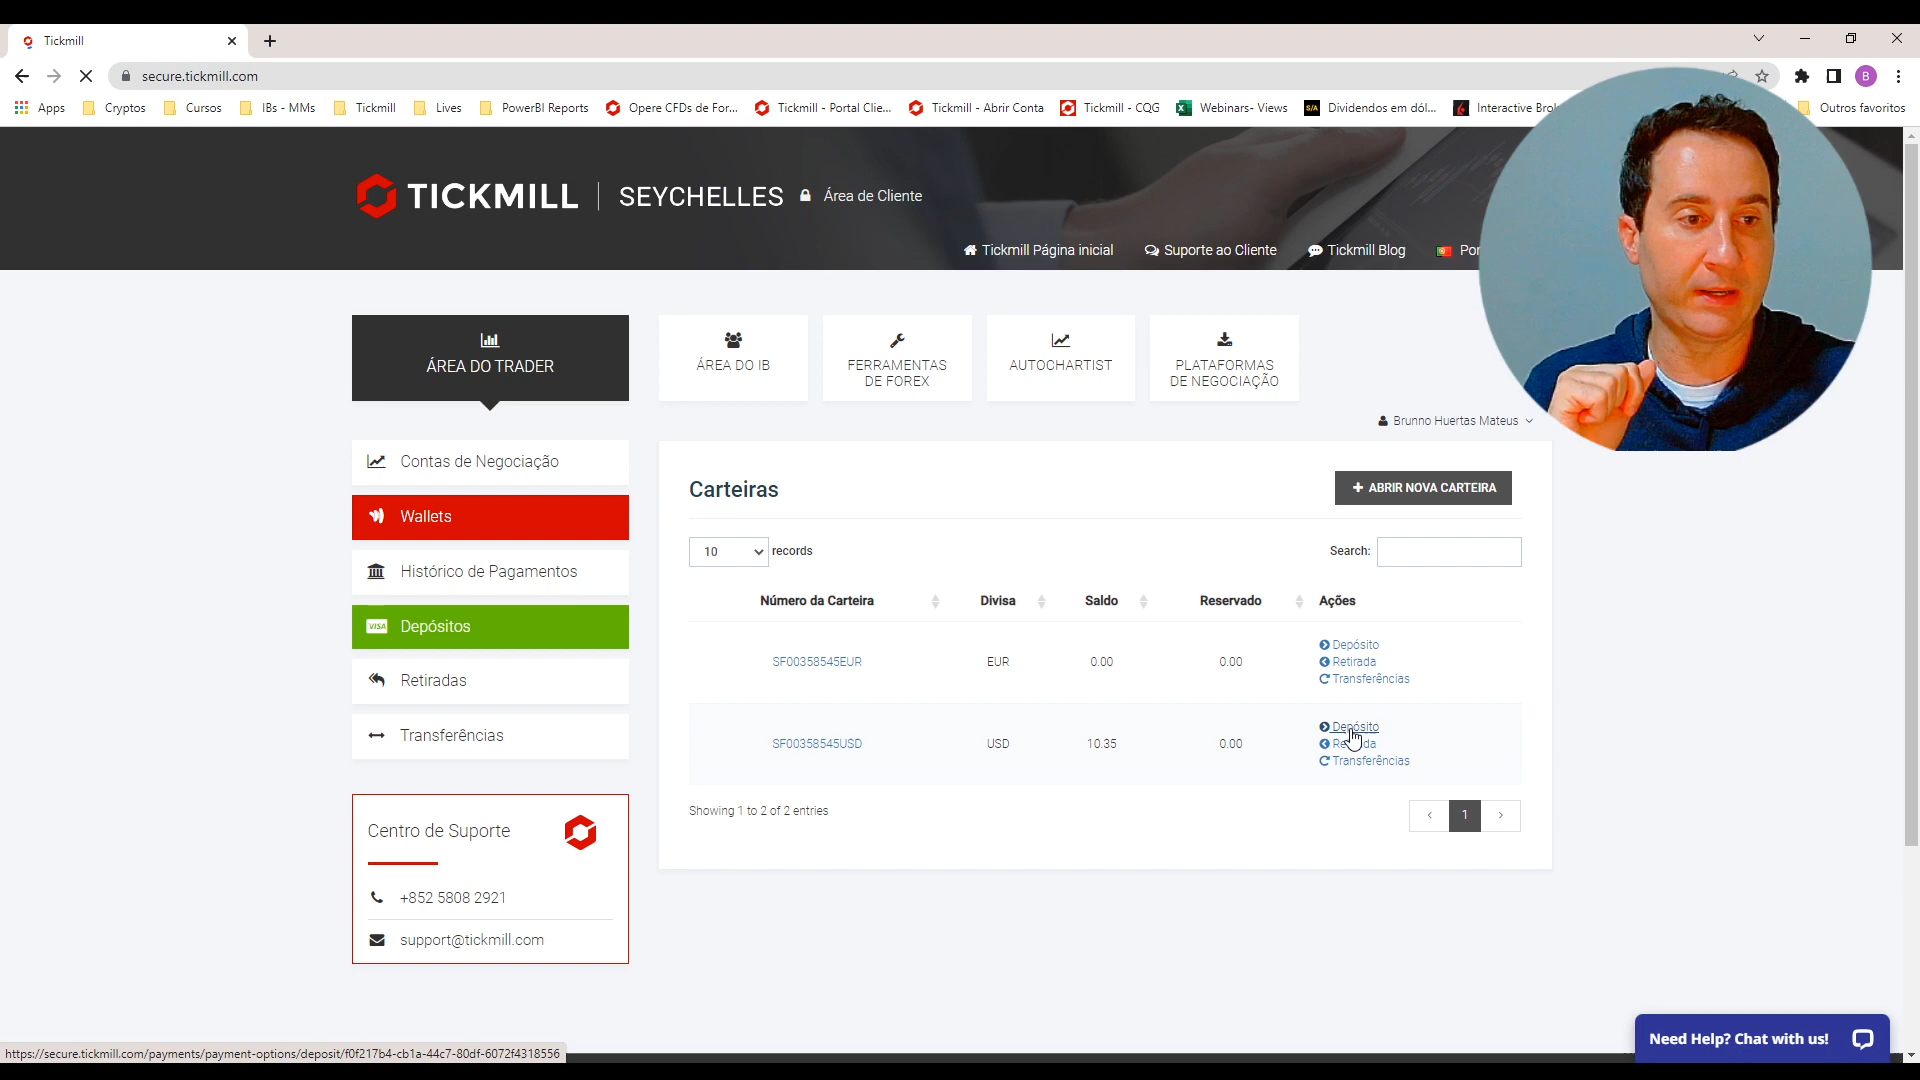 Tickmill
secure.tickmill.com
B
Apps Cryptos Cursos IBs - MMs Tickmill Lives PowerBI Reports Opere CFDs de For... Tickmill - Portal Clie... Tickmill - Abrir Conta Tickmill - CQG Webinars- Views S/A Dividendos em dól... Interactive Outros favoritos
TICKMILL | SEYCHELLES Área de Cliente
Tickmill Página inicial Suporte ao Cliente Tickmill Blog
ÁREA DO TRADER
ÁREA DO IB
FERRAMENTAS
DE FOREX
AUTOCHARTIST
PLATAFORMAS
DE NEGOCIAÇÃO
Brunno Huertas Mateus
Contas de Negociação
Wallets
Histórico de Pagamentos
VISA Depósitos
Retiradas
Transferências
Carteiras
+ ABRIR NOVA CARTEIRA
10 records
Search:
Número da Carteira Divisa Saldo Reservado Ações
SF00358545EUR EUR 0.00 0.00
Depósito
Retirada
Transferências
SF00358545USD USD 10.35 0.00
Depósito
Retirada
Transferências
Showing 1 to 2 of 2 entries
‹ 1 ›
Centro de Suporte
+852 5808 2921
support@tickmill.com
Need Help? Chat with us!
https://secure.tickmill.com/payments/payment-options/deposit/f0f217b4-cb1a-44c7-80df-6072f4318556